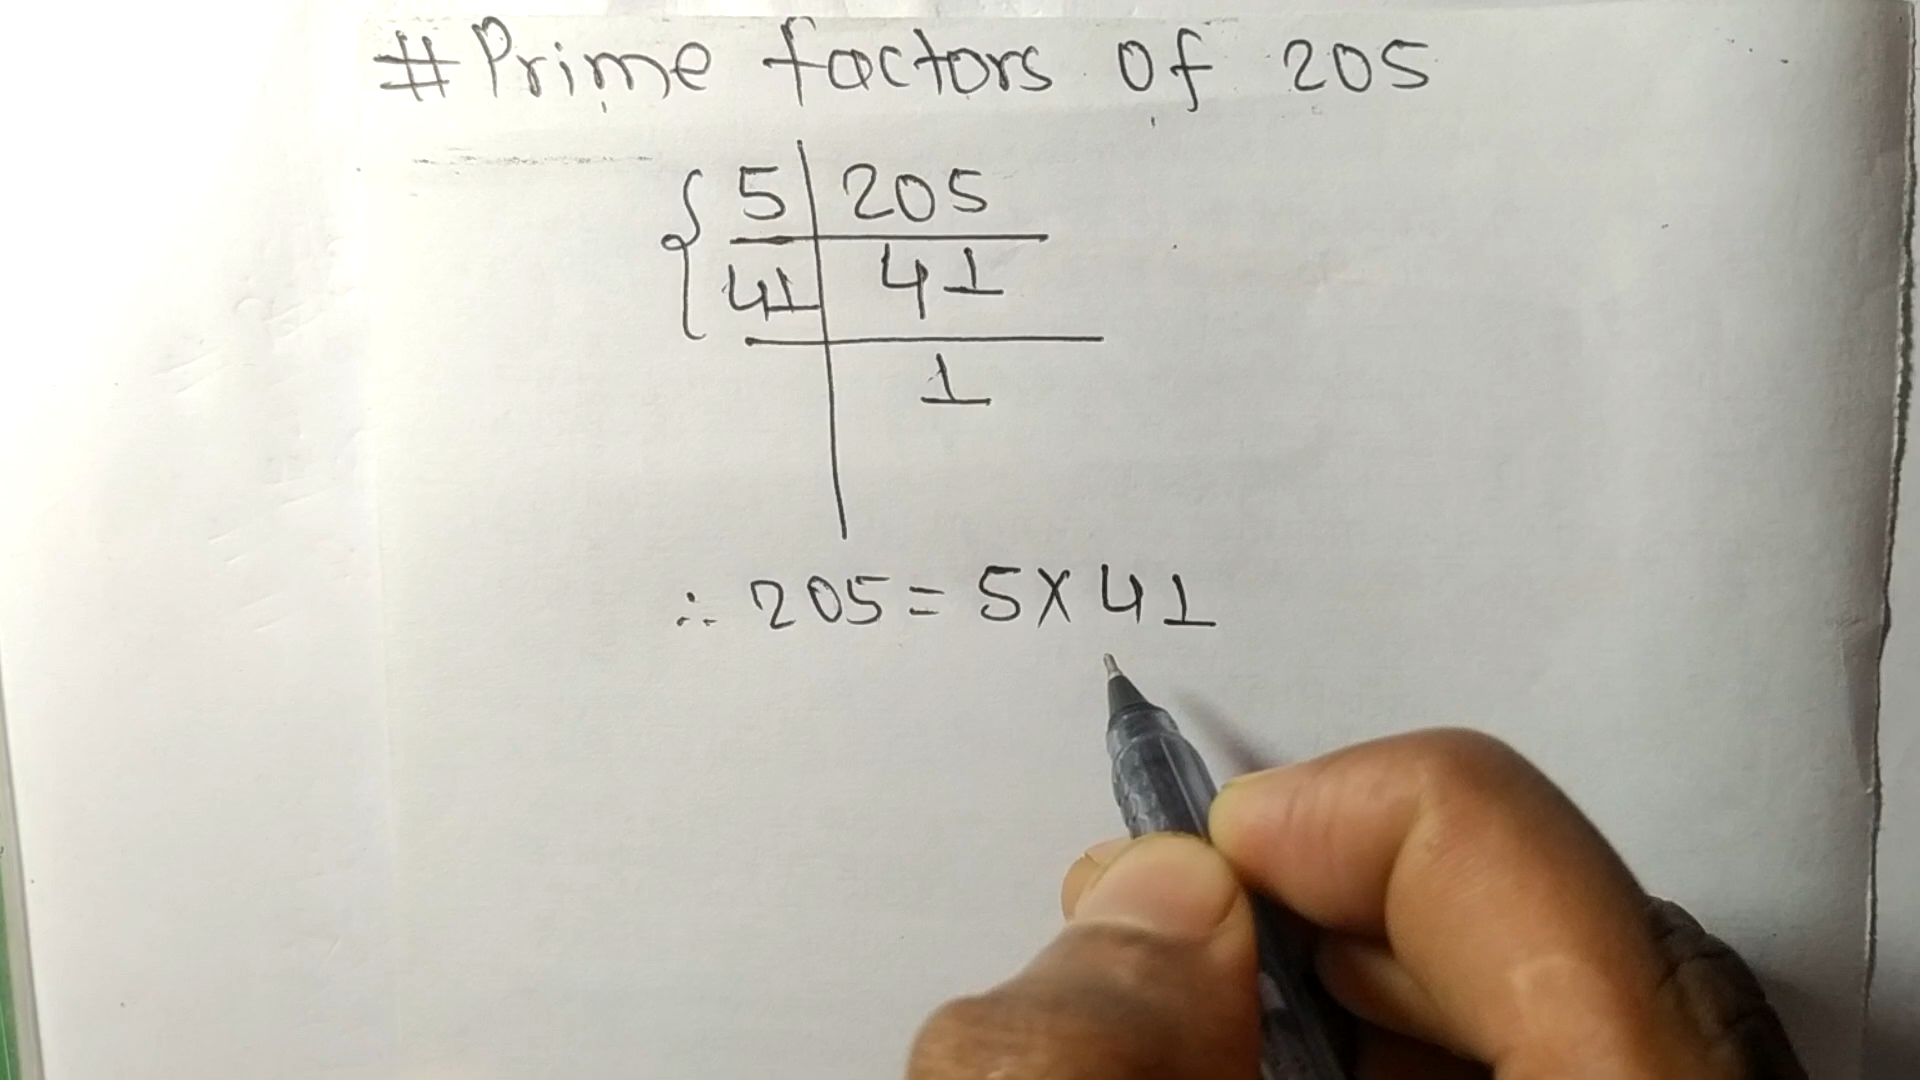 #Prime factors of 205
5 205
41 41
1
∴ 205 = 5 X 41